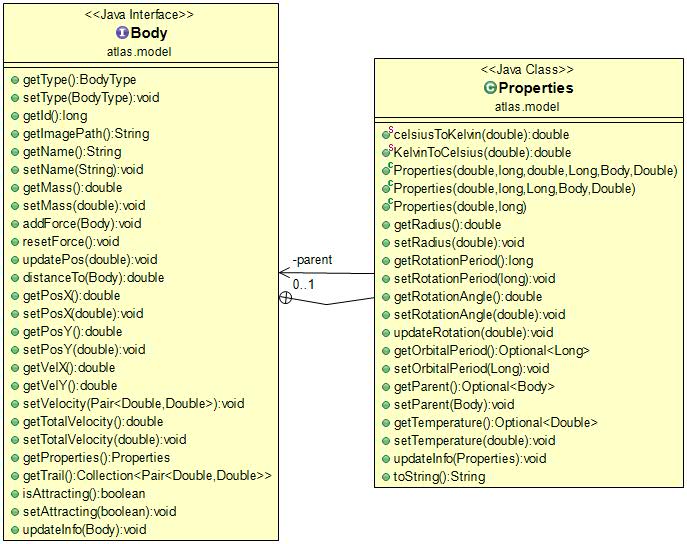 <<Java Interface>>
Body
atlas.model
getType():BodyType
setType(BodyType):void
getId():long
getImagePath():String
getName():String
setName(String):void
getMass():double
setMass(double):void
addForce(Body):void
resetForce():void
updatePos(double):void
distanceTo(Body):double
getPosX():double
setPosX(double):void
getPosY():double
setPosY(double):void
getVelX():double
getVelY():double
setVelocity(Pair<Double,Double>):void
getTotalVelocity():double
setTotalVelocity(double):void
getProperties():Properties
getTrail():Collection<Pair<Double,Double>>
isAttracting():boolean
setAttracting(boolean):void
updateInfo(Body):void
-parent
0..1
<<Java Class>>
Properties
atlas.model
celsiusToKelvin(double):double
KelvinToCelsius(double):double
Properties(double,long,double,Long,Body,Double)
Properties(double,long,Long,Body,Double)
Properties(double,long)
getRadius():double
setRadius(double):void
getRotationPeriod():long
setRotationPeriod(long):void
getRotationAngle():double
setRotationAngle(double):void
updateRotation(double):void
getOrbitalPeriod():Optional<Long>
setOrbitalPeriod(Long):void
getParent():Optional<Body>
setParent(Body):void
getTemperature():Optional<Double>
setTemperature(double):void
updateInfo(Properties):void
toString():String